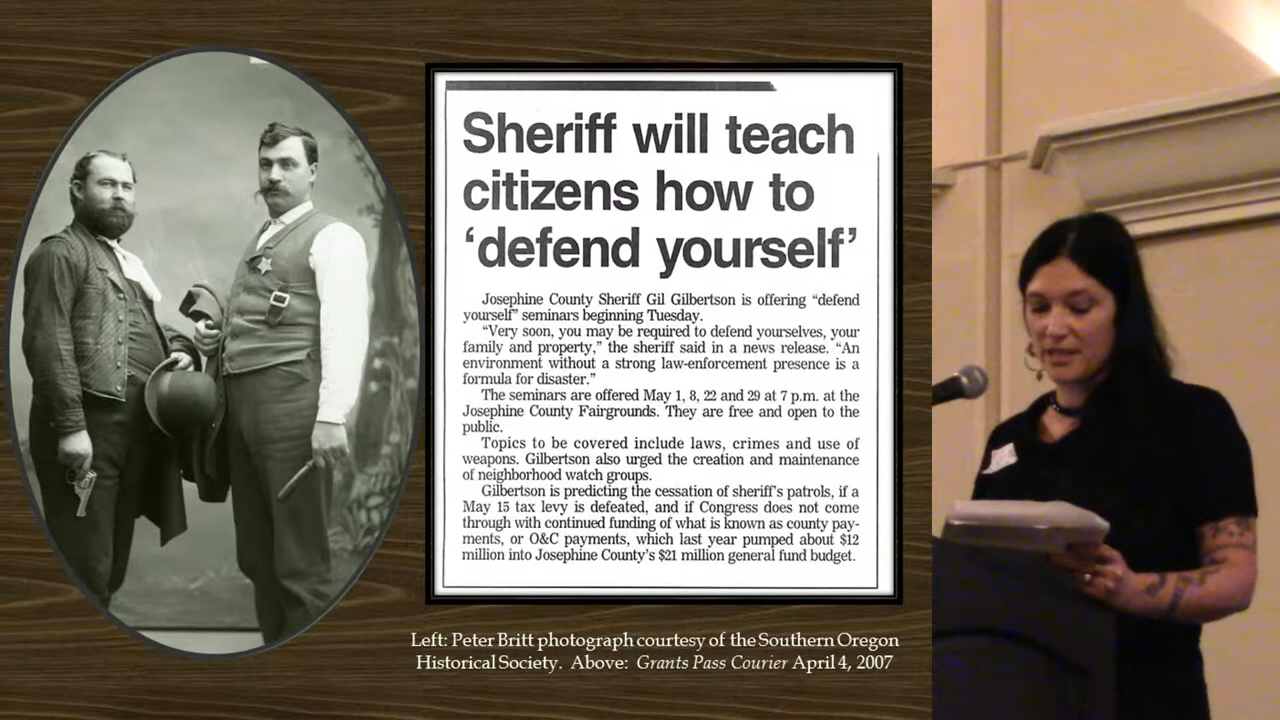 Sheriff will teach
citizens how to
‘defend yourself’
Josephine County Sheriff Gil Gilbertson is offering “defend
yourself” seminars beginning Tuesday.
“Very soon, you may be required to defend yourselves, your
family and property,” the sheriff said in a news release. “An
environment without a strong law-enforcement presence is a
formula for disaster.”
The seminars are offered May 1, 8, 22 and 29 at 7 p.m. at the
Josephine County Fairgrounds. They are free and open to the
public.
Topics to be covered include laws, crimes and use of
weapons. Gilbertson also urged the creation and maintenance
of neighborhood watch groups.
Gilbertson is predicting the cessation of sheriff’s patrols, if a
May 15 tax levy is defeated, and if Congress does not come
through with continued funding of what is known as county pay-
ments, or O&C payments, which last year pumped about $12
million into Josephine County’s $21 million general fund budget.
Left: Peter Britt photograph courtesy of the Southern Oregon
Historical Society. Above: Grants Pass Courier April 4, 2007